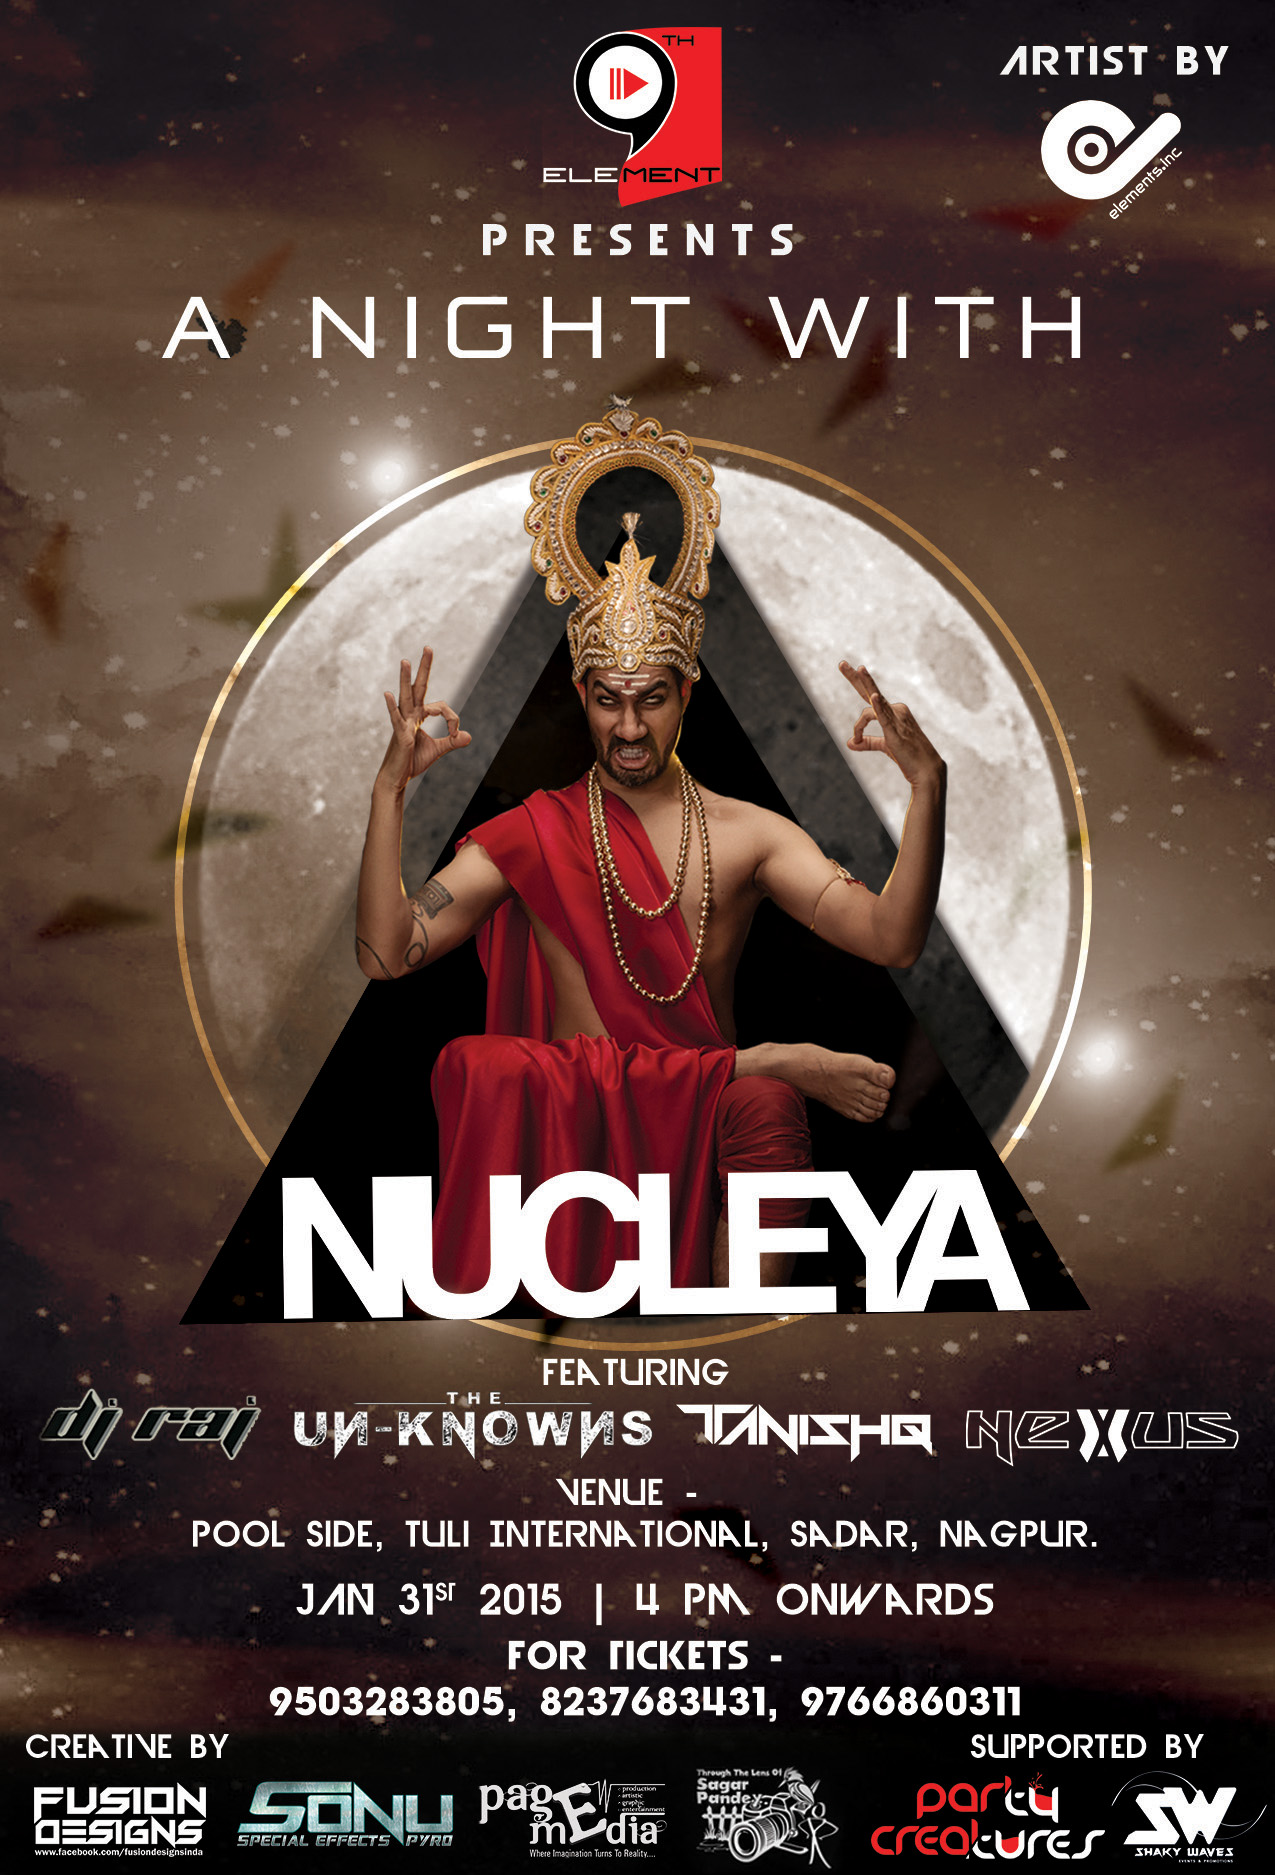 9TH
ELEMENT
ARTIST BY
elements.inc
PRESENTS
A NIGHT WITH
NUCLEYA
FEATURING
dj raj
THE
UN-KNOWNS
TANISHQ
NEXUS
VENUE -
POOL SIDE, TULI INTERNATIONAL, SADAR, NAGPUR.
JAN 31ST 2015 | 4 PM ONWARDS
FOR TICKETS -
9503283805, 8237683431, 9766860311
CREATIVE BY
FUSION
DESIGNS
www.facebook.com/fusiondesignsinda
SONU
SPECIAL EFFECTS PYRO
page
mEdia
production
artistic
graphic
entertainment
Where Imagination Turns To Reality....
Through The Lens Of
Sagar
Pandey
SUPPORTED BY
party
creatures
SW
SHAKY WAVES
EVENTS & PROMOTIONS